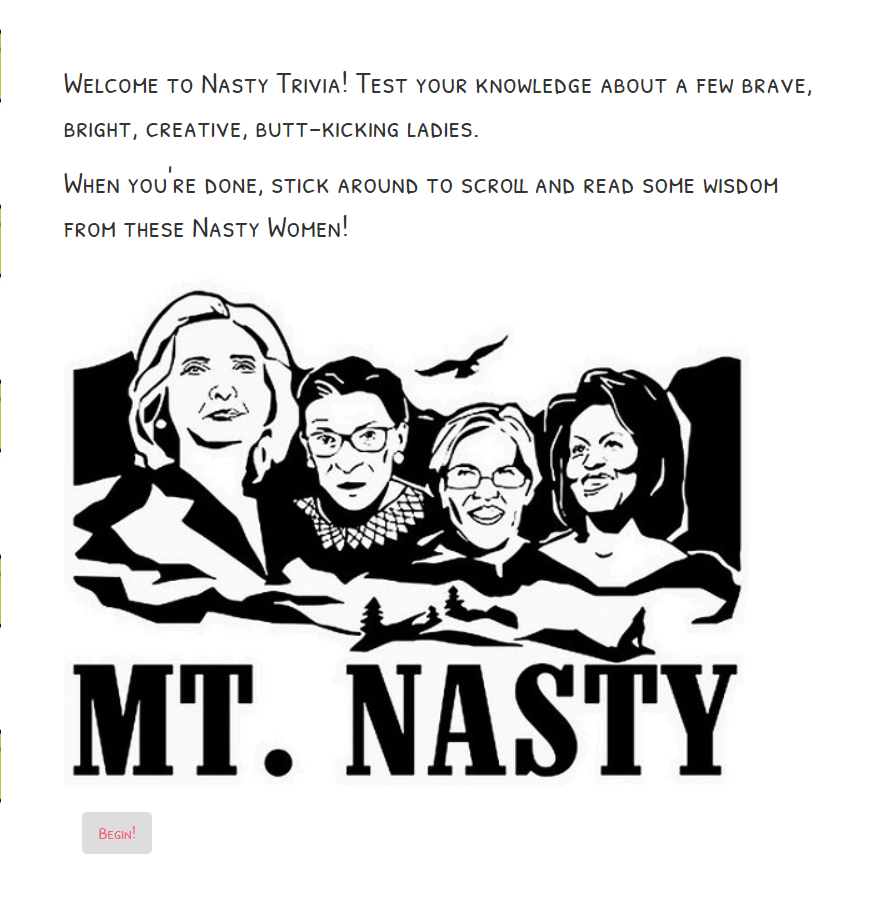 Welcome to Nasty Trivia! Test your knowledge about a few brave,
bright, creative, butt-kicking ladies.
When you're done, stick around to scroll and read some wisdom
from these Nasty Women!
MT. NASTY
Begin!